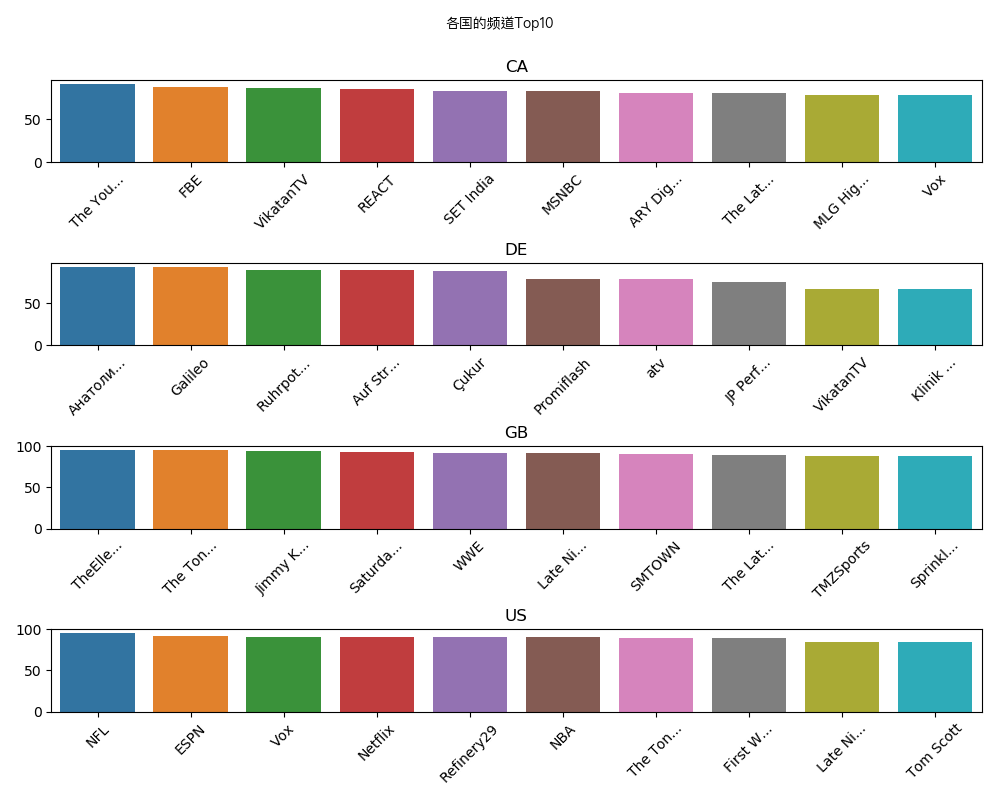 各国的频道Top10
CA
50
0
The You...
FBE
VikatanTV
REACT
SET India
MSNBC
ARY Dig...
The Lat...
MLG Hig...
Vox
DE
50
0
Анатоли...
Galileo
Ruhrpot...
Auf Str...
Çukur
Promiflash
atv
JP Perf...
VikatanTV
Klinik ...
GB
100
50
0
TheElle...
The Ton...
Jimmy K...
Saturda...
WWE
Late Ni...
SMTOWN
The Lat...
TMZSports
Sprinkl...
US
100
50
0
NFL
ESPN
Vox
Netflix
Refinery29
NBA
The Ton...
First W...
Late Ni...
Tom Scott